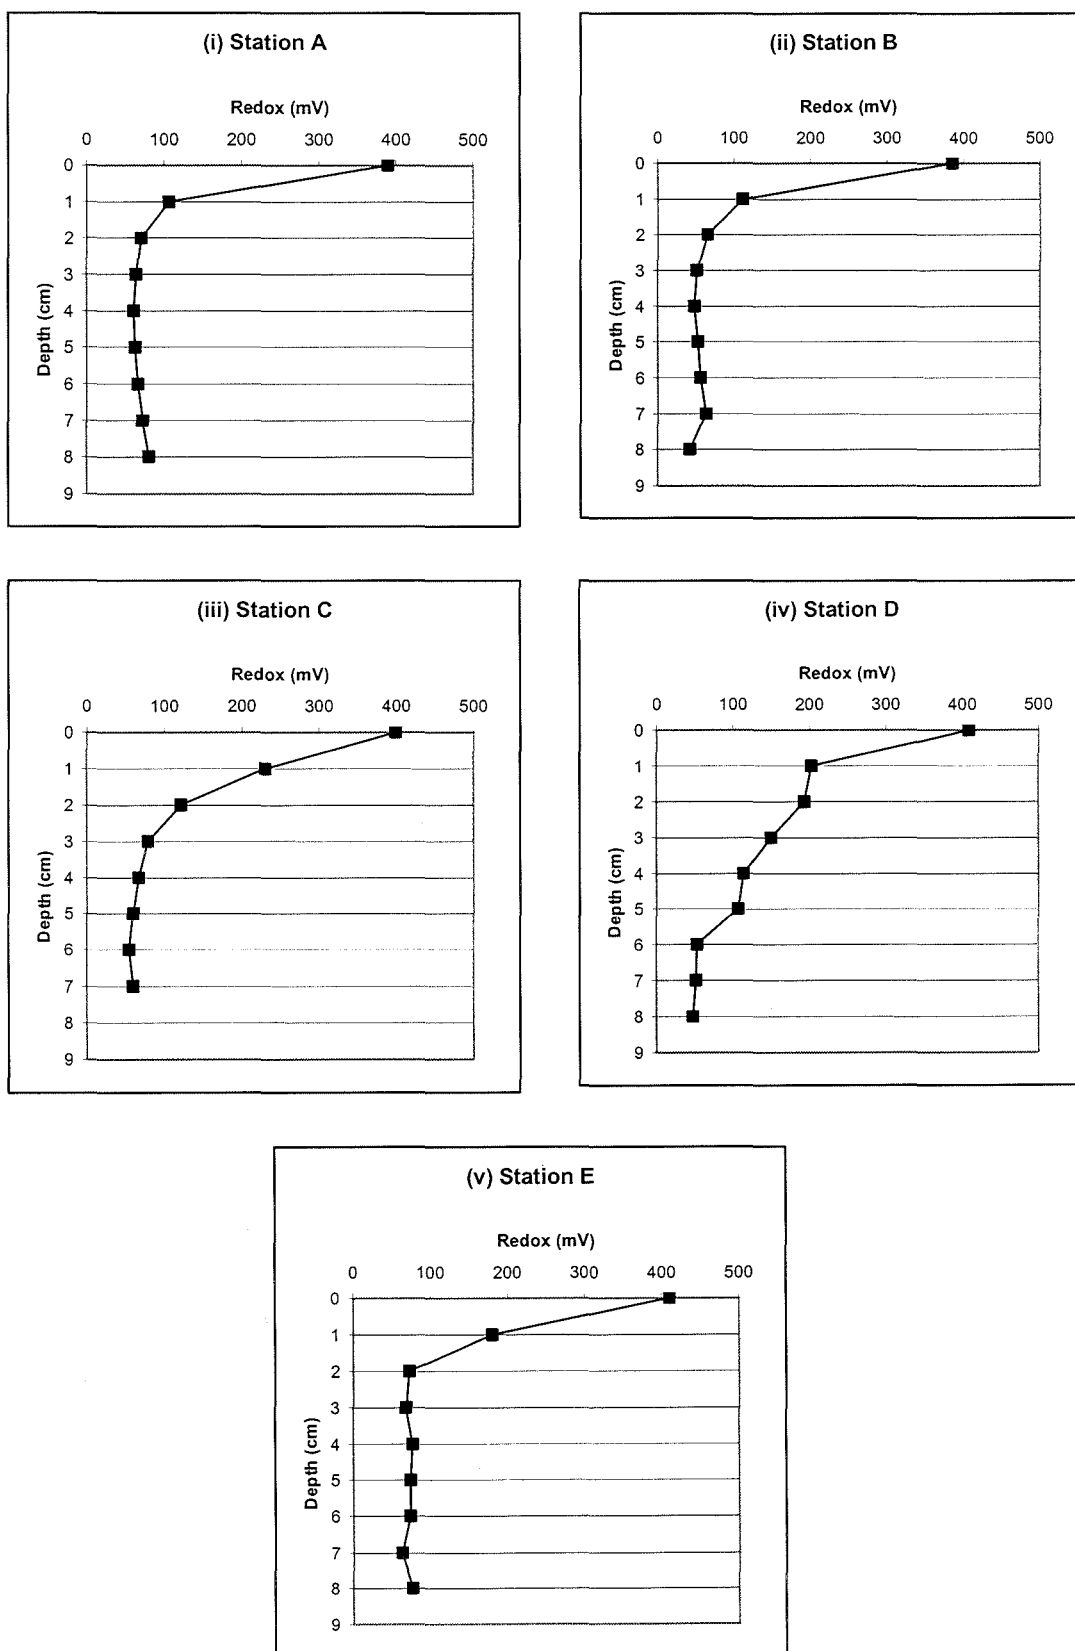 (i) Station A
Redox (mV)
0 100 200 300 400 500
0
1
2
3
4
5
6
7
8
9
Depth (cm)
(ii) Station B
Redox (mV)
0 100 200 300 400 500
0
1
2
3
4
5
6
7
8
9
Depth (cm)
(iii) Station C
Redox (mV)
0 100 200 300 400 500
0
1
2
3
4
5
6
7
8
9
Depth (cm)
(iv) Station D
Redox (mV)
0 100 200 300 400 500
0
1
2
3
4
5
6
7
8
9
Depth (cm)
(v) Station E
Redox (mV)
0 100 200 300 400 500
0
1
2
3
4
5
6
7
8
9
Depth (cm)